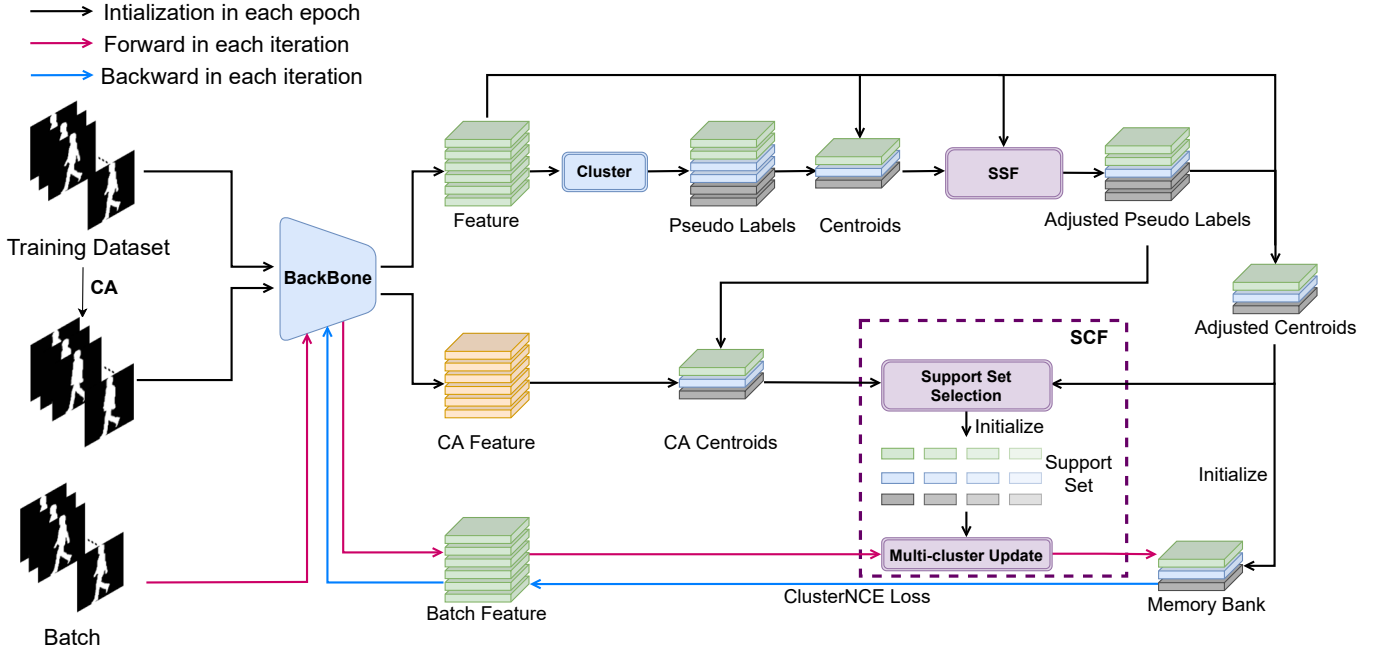 Intialization in each epoch
Forward in each iteration
Backward in each iteration
Training Dataset
CA
BackBone
Feature
Cluster
Pseudo Labels
Centroids
SSF
Adjusted Pseudo Labels
Adjusted Centroids
CA Feature
CA Centroids
SCF
Support Set
Selection
Initialize
Support
Set
Initialize
Multi-cluster Update
Batch
Batch Feature
ClusterNCE Loss
Memory Bank